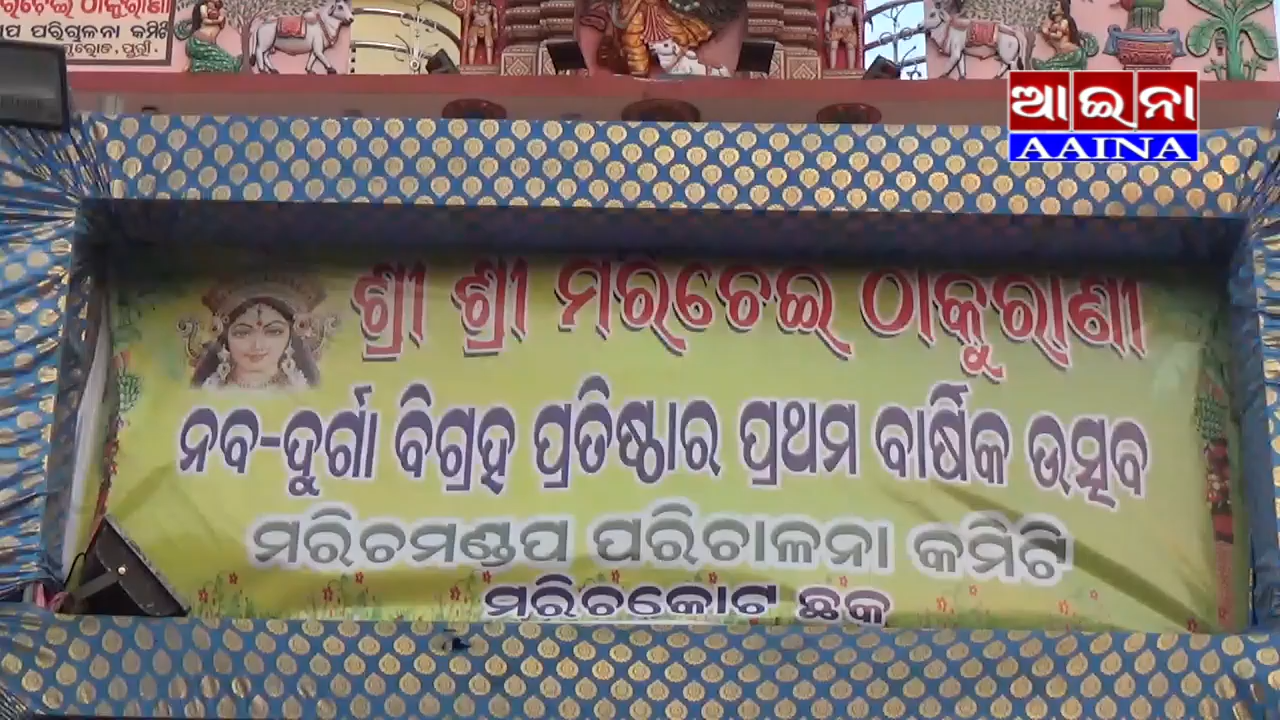 ଠାକୁରାଣୀ
ଆଇନା
AAINA
ଶ୍ରୀ ଶ୍ରୀ ମରିଚେଇ ଠାକୁରାଣୀ
ନବ-ଦୁର୍ଗା ବିଗ୍ରହ ପ୍ରତିଷ୍ଠାର ପ୍ରଥମ ବାର୍ଷିକ ଉତ୍ସବ
ମରିଚମଣ୍ଡପ ପରିଚାଳନା କମିଟି
ମରିଚକୋଟ ଛକ